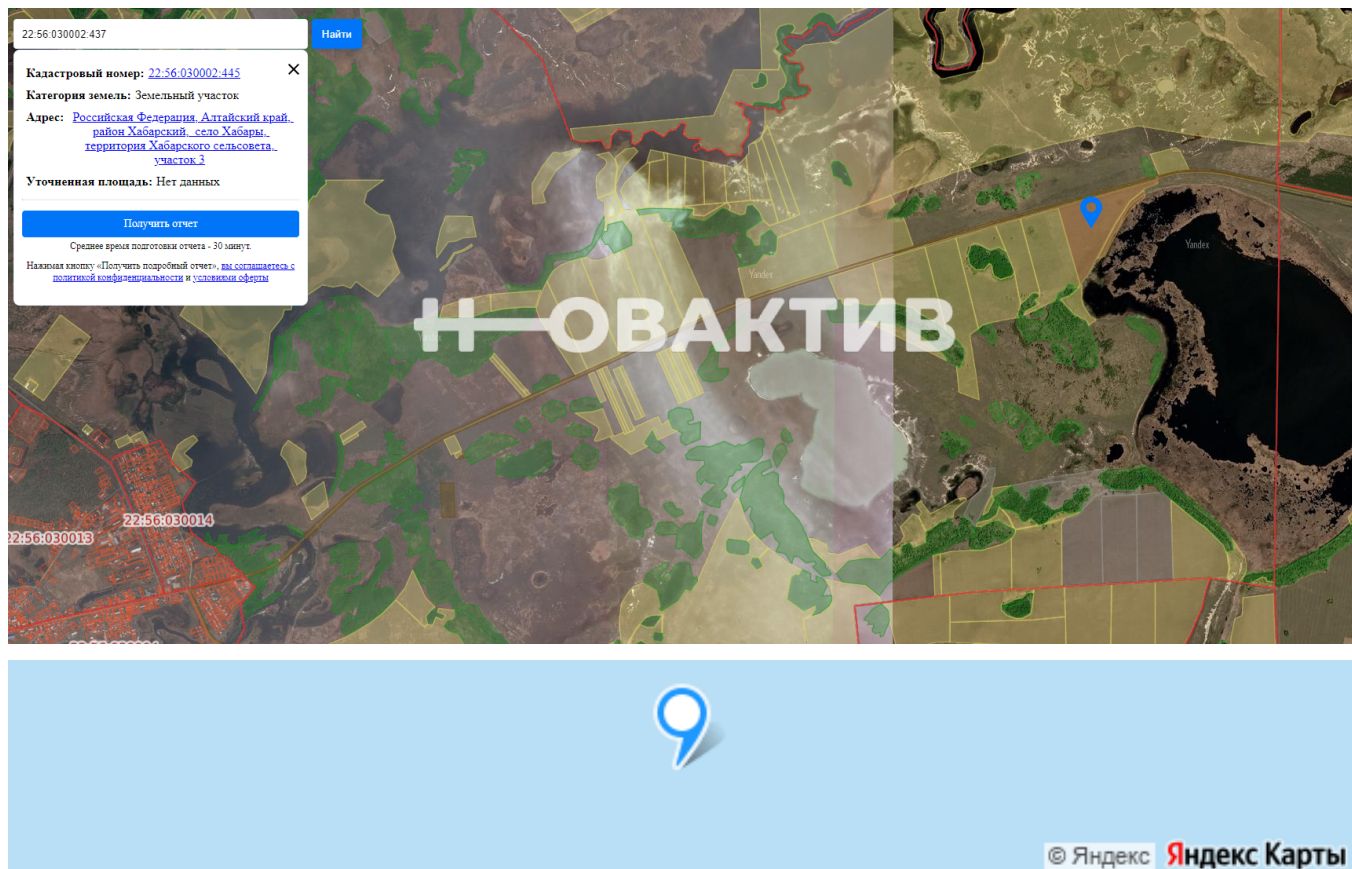 22:56:030002:437
Найти
Кадастровый номер: 22:56:030002:445
Категория земель: Земельный участок
Адрес: Российская Федерация, Алтайский край,
район Хабарский, село Хабары,
территория Хабарского сельсовета,
участок 3
Уточненная площадь: Нет данных
Получить отчет
Среднее время подготовки отчета - 30 минут.
Нажимая кнопку «Получить подробный отчет», вы соглашаетесь с
политикой конфиденциальности и условиями оферты
Yandex
Yandex
НОВАКТИВ
22:56:030014
22:56:030013
© Яндекс Яндекс Карты